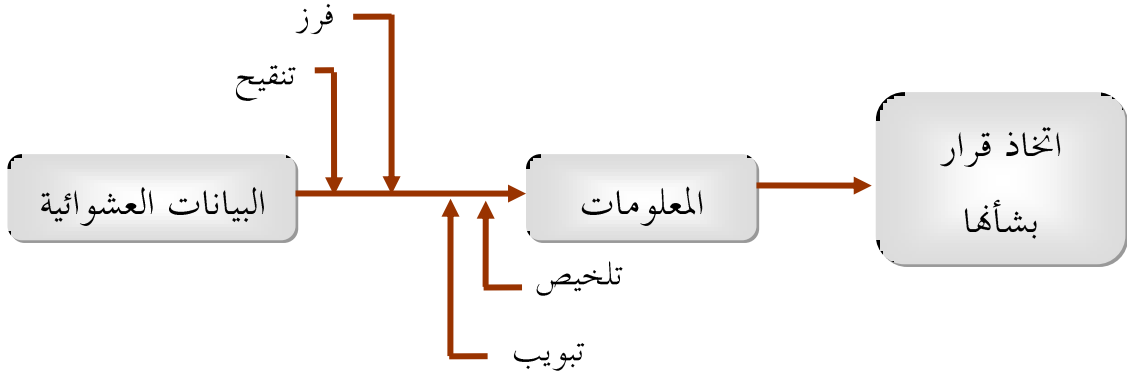 فرز
تنقيح
البيانات العشوائية
المعلومات
اتخاذ قرار
بشأنها
تلخيص
تبويب